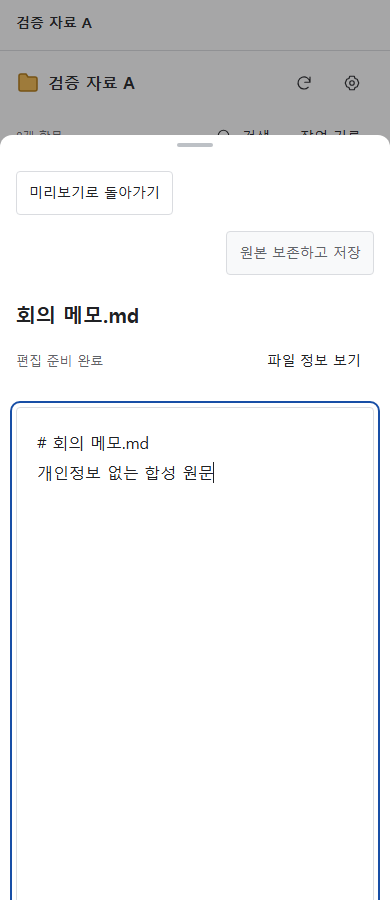 검증 자료 A
검증 자료 A
미리보기로 돌아가기
원본 보존하고 저장
회의 메모.md
편집 준비 완료
파일 정보 보기
# 회의 메모.md
개인정보 없는 합성 원문